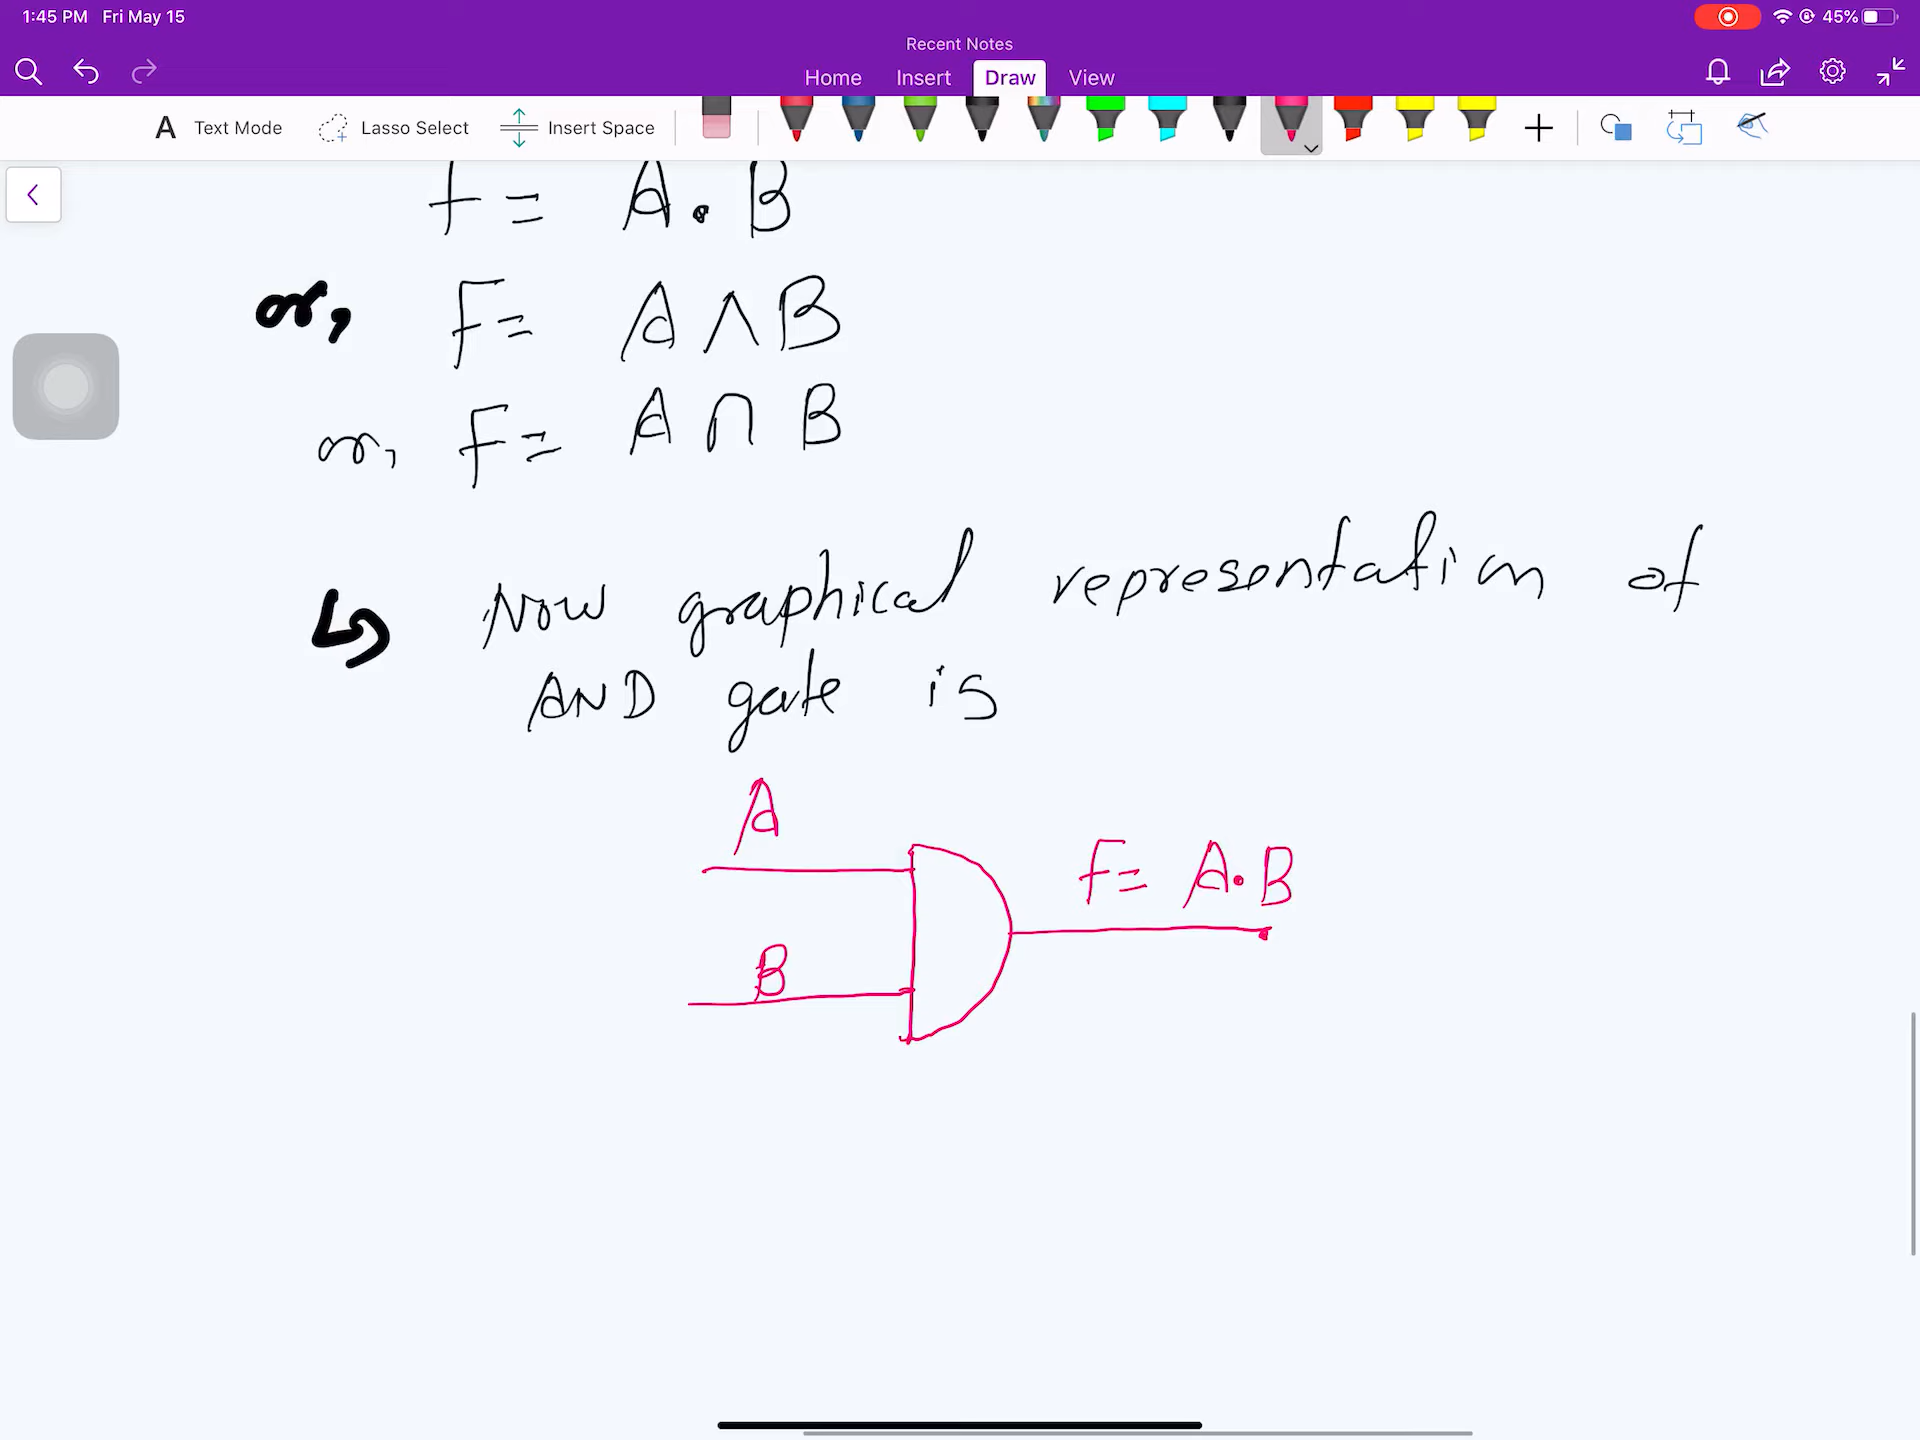 1:45 PM Fri May 15
45%
Recent Notes
Home Insert Draw View
A Text Mode Lasso Select Insert Space
f = A . B
or, F = A ∧ B
or, F = A ∩ B
Now graphical representation of
AND gate is
A
F = A . B
B